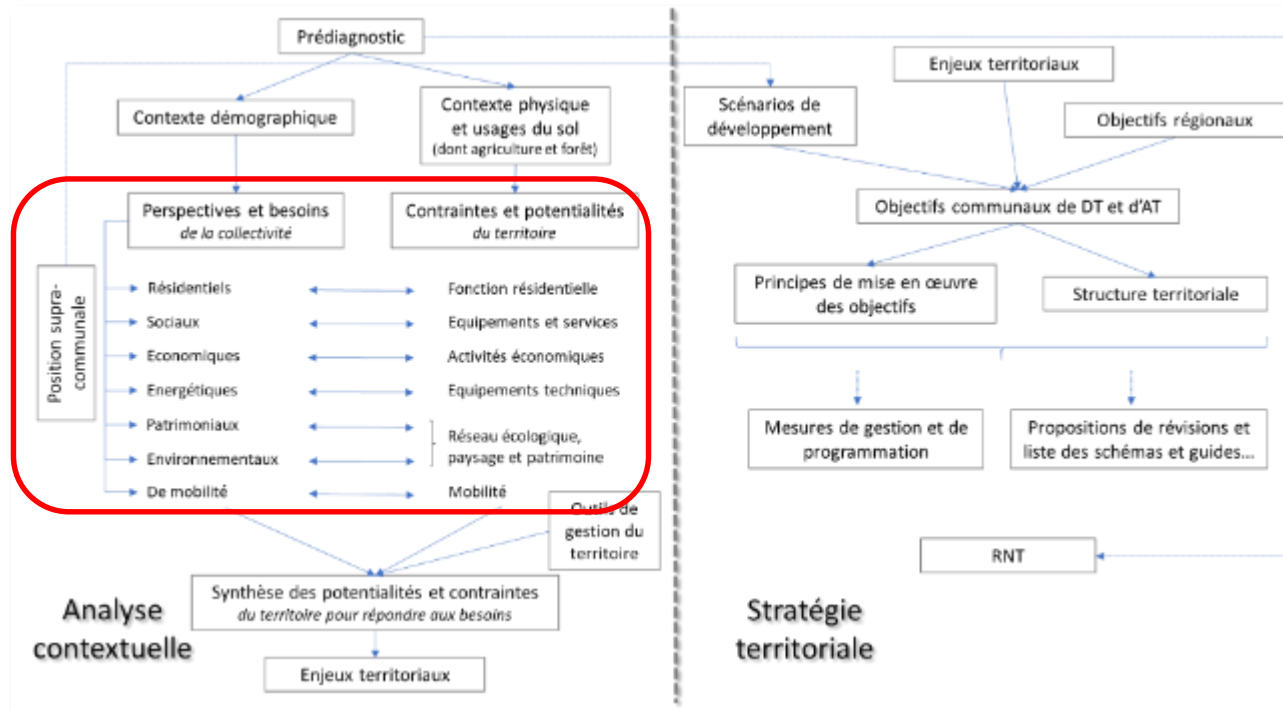 Prédiagnostic
Contexte démographique
Contexte physique
et usages du sol
(dont agriculture et forêt)
Perspectives et besoins
de la collectivité
Contraintes et potentialités
du territoire
Position supra-
communale
Résidentiels
Fonction résidentielle
Sociaux
Equipements et services
Economiques
Activités économiques
Energétiques
Equipements techniques
Patrimoniaux
Environnementaux
Réseau écologique,
paysage et patrimoine
De mobilité
Mobilité
Outils de
gestion du
territoire
Synthèse des potentialités et contraintes
du territoire pour répondre aux besoins
Enjeux territoriaux
Analyse
contextuelle
Enjeux territoriaux
Scénarios de
développement
Objectifs régionaux
Objectifs communaux de DT et d'AT
Principes de mise en œuvre
des objectifs
Structure territoriale
Mesures de gestion et de
programmation
Propositions de révisions et
liste des schémas et guides...
RNT
Stratégie
territoriale